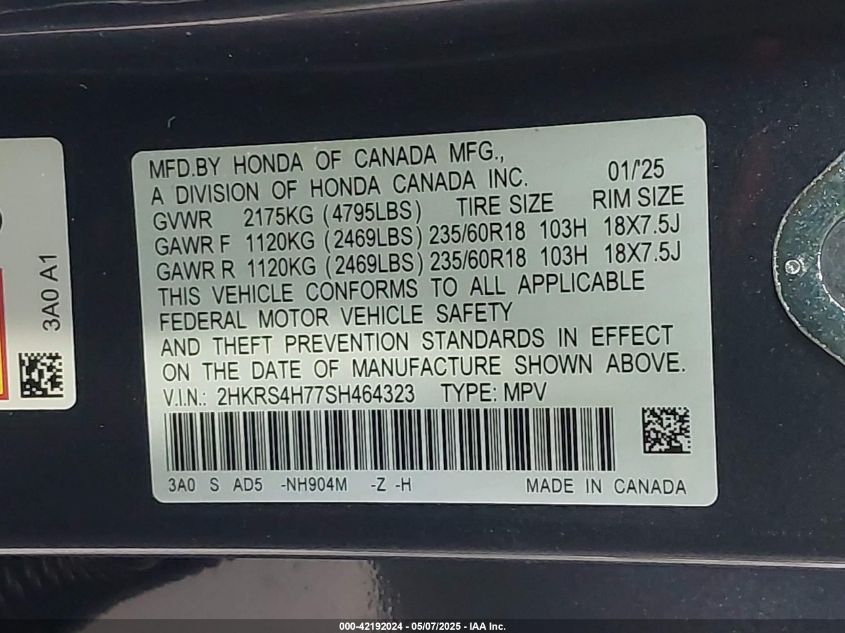 MFD.BY HONDA OF CANADA MFG.,
A DIVISION OF HONDA CANADA INC. 01/'25
GVWR 2175KG (4795LBS) TIRE SIZE RIM SIZE
GAWR F 1120KG (2469LBS) 235/60R18 103H 18X7.5J
GAWR R 1120KG (2469LBS) 235/60R18 103H 18X7.5J
THIS VEHICLE CONFORMS TO ALL APPLICABLE
FEDERAL MOTOR VEHICLE SAFETY
AND THEFT PREVENTION STANDARDS IN EFFECT
ON THE DATE OF MANUFACTURE SHOWN ABOVE.
V.I.N.: 2HKRS4H77SH464323 TYPE: MPV
3A0 S AD5 -NH904M -Z -H MADE IN CANADA
3A0 A1
000-42192024 - 05/07/2025 - IAA Inc.